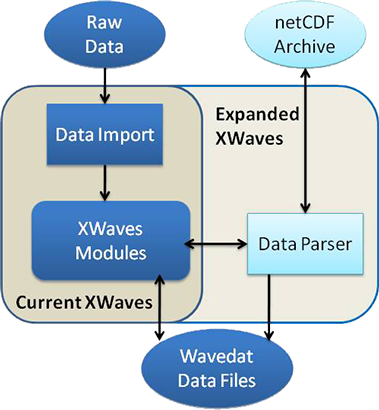 Raw
Data
netCDF
Archive
Data Import
Expanded
XWaves
XWaves
Modules
Data Parser
Current XWaves
Wavedat
Data Files